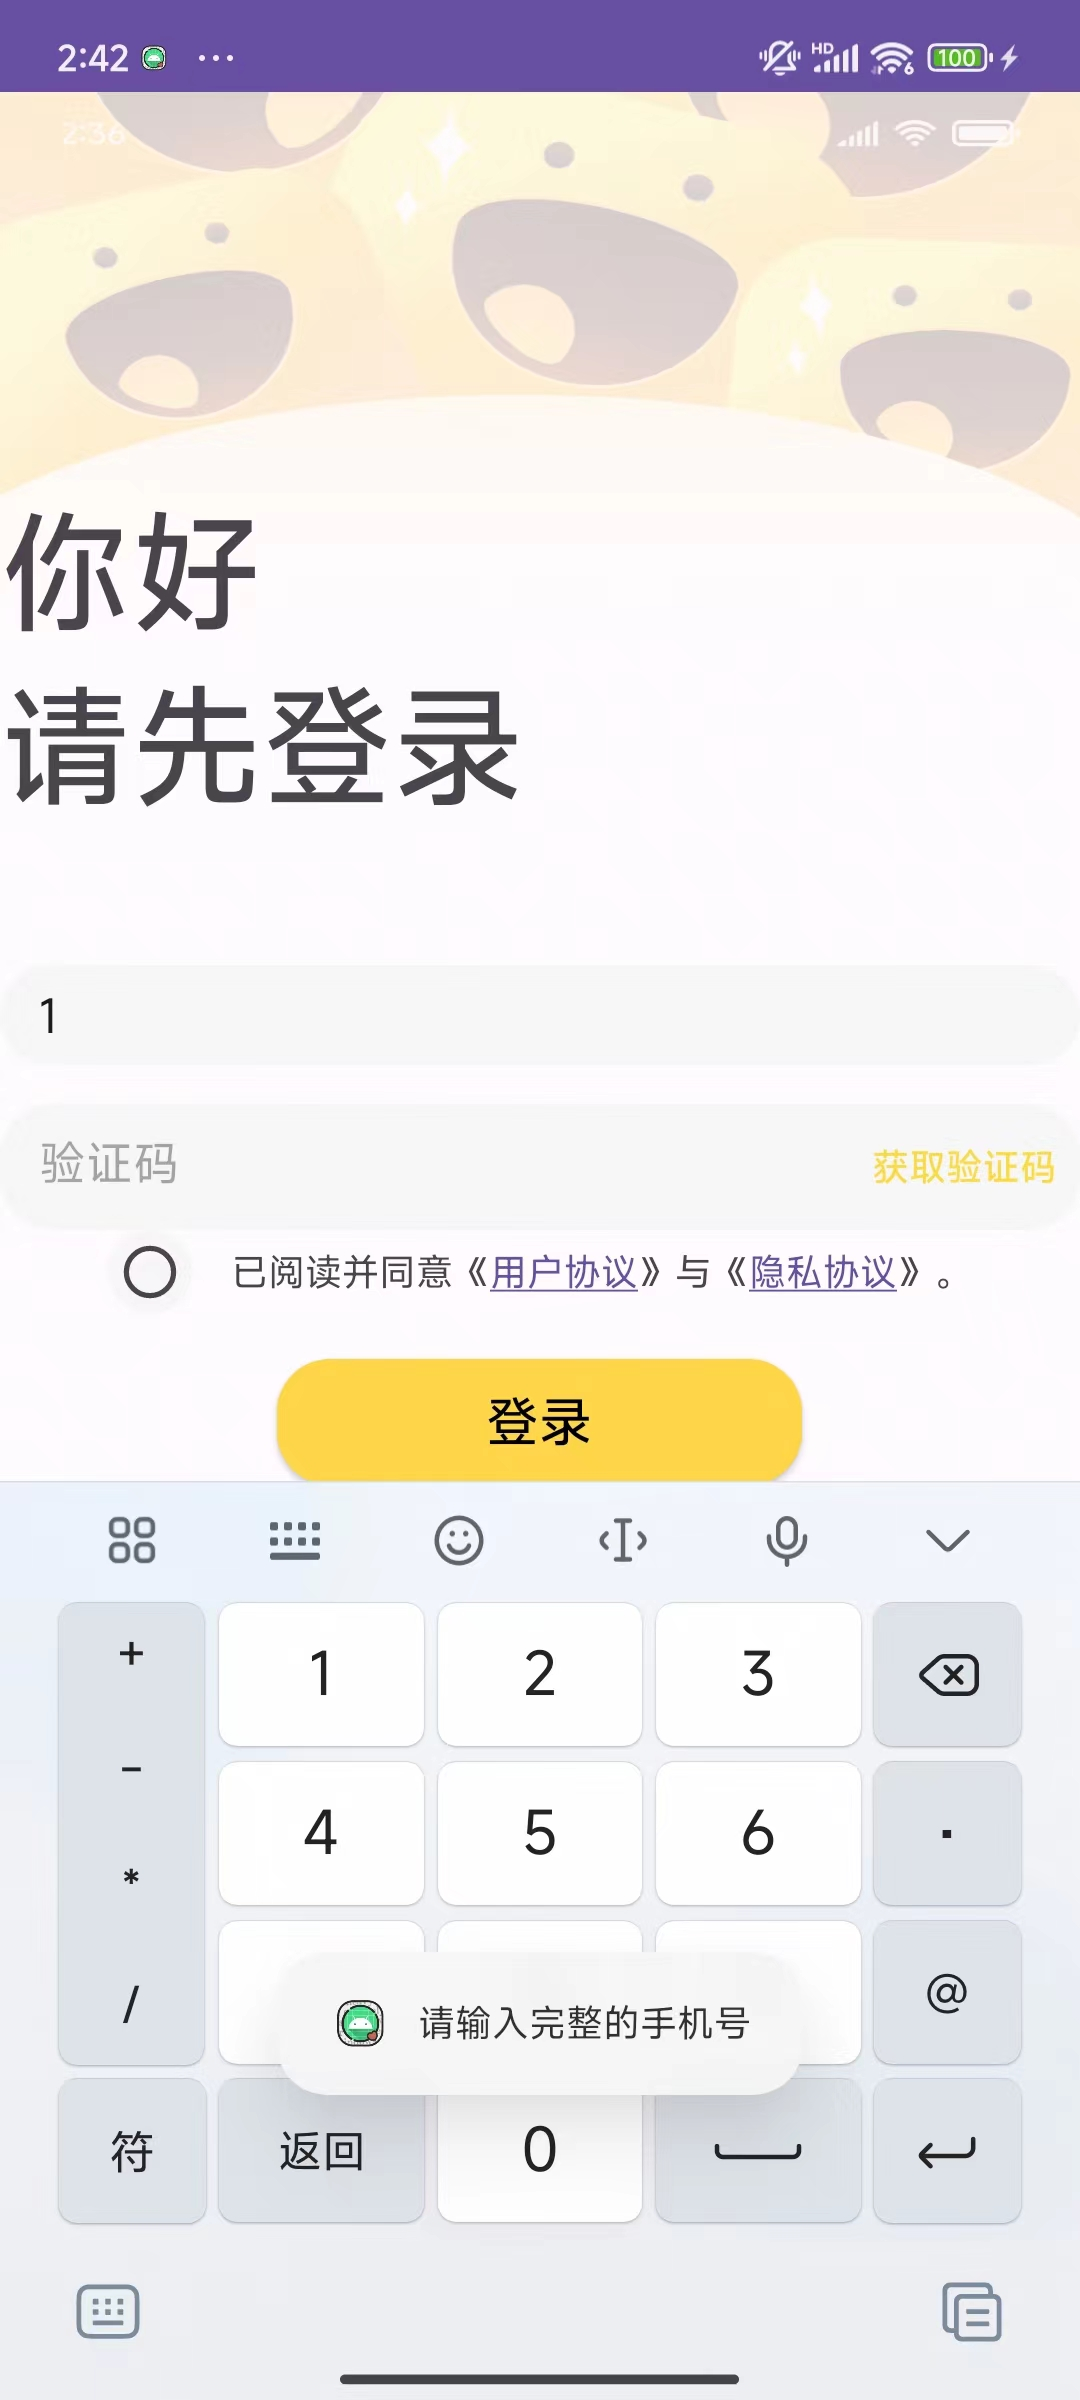 2:42 ... HD 6 100
2:36
你好
请先登录
1
验证码 获取验证码
已阅读并同意《用户协议》与《隐私协议》。
登录
+ 1 2 3
-
4 5 6 .
*
/ @
请输入完整的手机号
符 返回 0